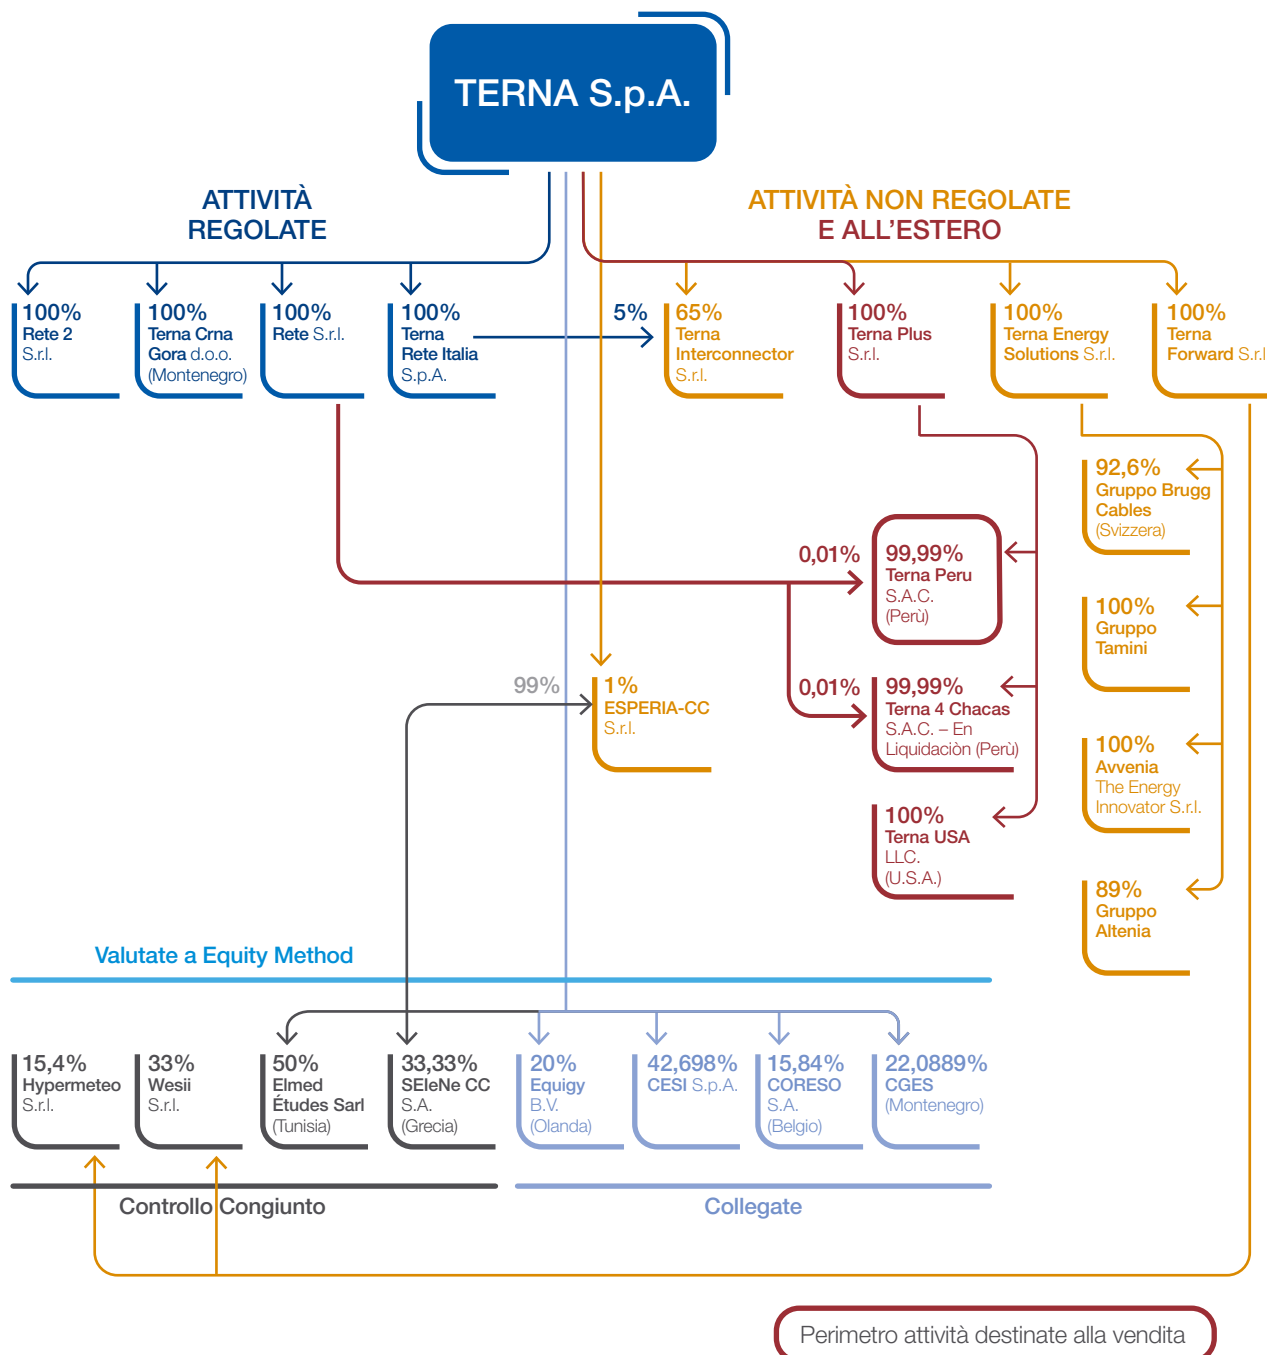 TERNA S.p.A.
ATTIVITÀ
REGOLATE
ATTIVITÀ NON REGOLATE
E ALL'ESTERO
100%
Rete 2
S.r.l.
100%
Terna Crna
Gora d.o.o.
(Montenegro)
100%
Rete S.r.l.
100%
Terna
Rete Italia
S.p.A.
5%
65%
Terna
Interconnector
S.r.l.
100%
Terna Plus
S.r.l.
100%
Terna Energy
Solutions S.r.l.
100%
Terna
Forward S.r.l
92,6%
Gruppo Brugg
Cables
(Svizzera)
0,01%
99,99%
Terna Peru
S.A.C.
(Perù)
100%
Gruppo
Tamini
99%
1%
ESPERIA-CC
S.r.l.
0,01%
99,99%
Terna 4 Chacas
S.A.C. – En
Liquidaciòn (Perù)
100%
Avvenia
The Energy
Innovator S.r.l.
100%
Terna USA
LLC.
(U.S.A.)
89%
Gruppo
Altenia
Valutate a Equity Method
15,4%
Hypermeteo
S.r.l.
33%
Wesii
S.r.l.
50%
Elmed
Études Sarl
(Tunisia)
33,33%
SEleNe CC
S.A.
(Grecia)
20%
Equigy
B.V.
(Olanda)
42,698%
CESI S.p.A.
15,84%
CORESO
S.A.
(Belgio)
22,0889%
CGES
(Montenegro)
Controllo Congiunto
Collegate
Perimetro attività destinate alla vendita